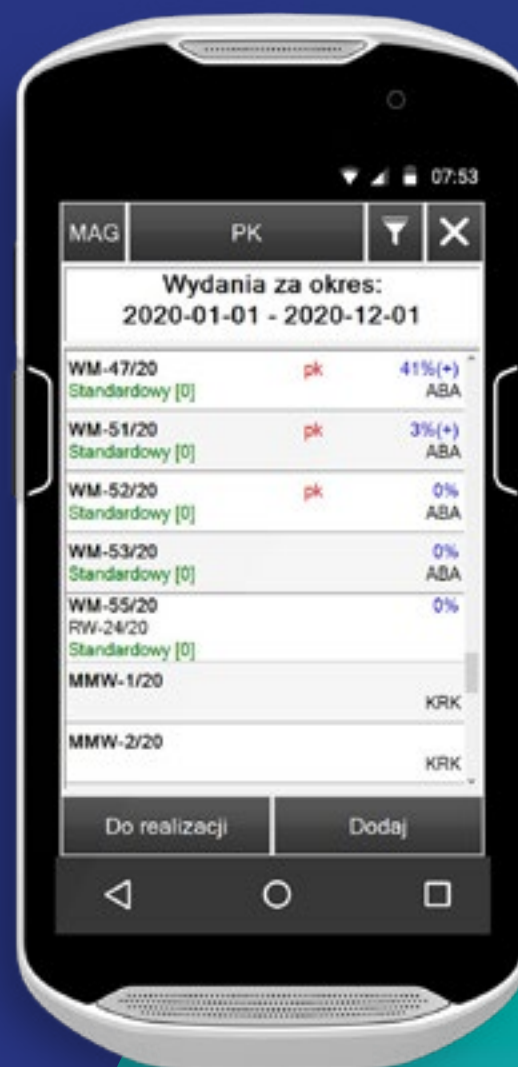 07:53
MAG PK
Wydania za okres:
2020-01-01 - 2020-12-01
WM-47/20 pk 41%(+)
Standardowy [0] ABA
WM-51/20 pk 3%(+)
Standardowy [0] ABA
WM-52/20 pk 0%
Standardowy [0] ABA
WM-53/20 0%
Standardowy [0] ABA
WM-55/20 0%
RW-24/20
Standardowy [0]
MMW-1/20
KRK
MMW-2/20
KRK
Do realizacji Dodaj